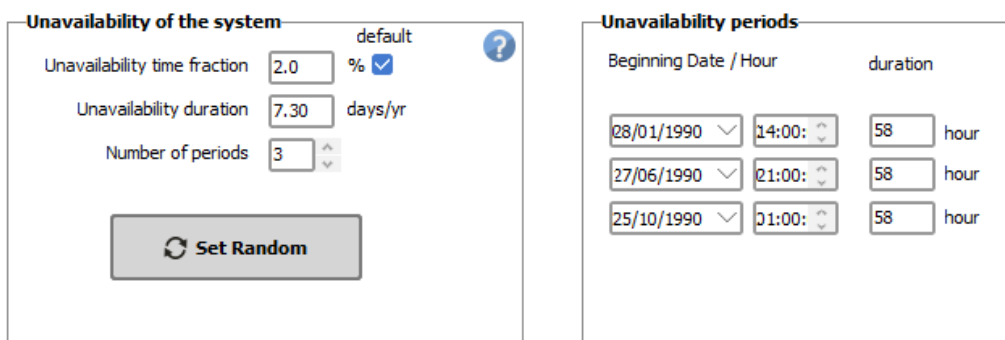 Unavailability of the system
default
Unavailability time fraction 2.0 %
Unavailability duration 7.30 days/yr
Number of periods 3
Set Random
Unavailability periods
Beginning Date / Hour duration
28/01/1990 14:00: 58 hour
27/06/1990 21:00: 58 hour
25/10/1990 01:00: 58 hour